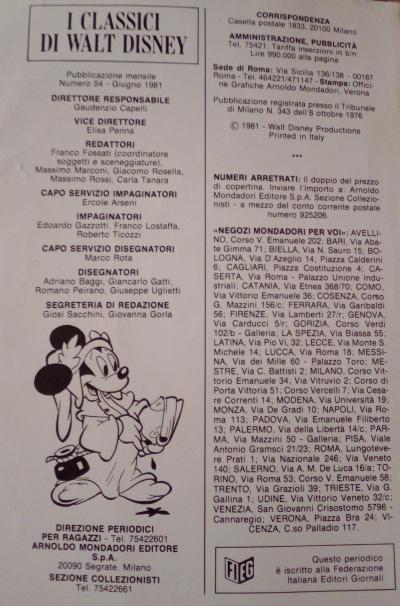 I CLASSICI
DI WALT DISNEY
Pubblicazione mensile
Numero 54 - Giugno 1981
DIRETTORE RESPONSABILE
Gaudenzio Capelli
VICE DIRETTORE
Elisa Penna
REDATTORI
Franco Fossati (coordinatore
soggetti e sceneggiature),
Massimo Marconi, Giacomo Rosella,
Massimo Rossi, Carla Tanara
CAPO SERVIZIO IMPAGINATORI
Ercole Arseni
IMPAGINATORI
Edoardo Gazzotti, Franco Lostaffa,
Roberto Ticozzi
CAPO SERVIZIO DISEGNATORI
Marco Rota
DISEGNATORI
Adriano Baggi, Giancarlo Gatti,
Romano Peirano, Giuseppe Uglietti
SEGRETERIA DI REDAZIONE
Giosi Sacchini, Giovanna Gorla
DIREZIONE PERIODICI
PER RAGAZZI - Tel. 75422601
ARNOLDO MONDADORI EDITORE
S.p.A.
20090 Segrate, Milano
SEZIONE COLLEZIONISTI
Tel. 75422661
CORRISPONDENZA
Casella postale 1833, 20100 Milano
AMMINISTRAZIONE, PUBBLICITÀ
Tel. 75421. Tariffa inserzioni in b/n:
Lire 990.000 alla pagina
Sede di Roma: Via Sicilia 136/138 - 00187
Roma - Tel. 464221/471147 - Stampa: Offici-
ne Grafiche Arnoldo Mondadori, Verona
Pubblicazione registrata presso il Tribunale
di Milano N. 343 dell'8 ottobre 1976
© 1981 - Walt Disney Productions
Printed in Italy
***
NUMERI ARRETRATI: Il doppio del prezzo
di copertina. Inviare l'importo a: Arnoldo
Mondadori Editore S.p.A. Sezione Collezio-
nisti - a mezzo del conto corrente postale
numero 925206.
«NEGOZI MONDADORI PER VOI»: AVELLI-
NO, Corso V. Emanuele 202; BARI, Via Aba-
te Gimma 71; BIELLA, Via N. Sauro 15; BO-
LOGNA, Via D'Azeglio 14; Piazza Calderini
6; CAGLIARI, Piazza Costituzione 4; CA-
SERTA, Via Roma - Palazzo Unione Indu-
striali; CATANIA, Via Etnea 368/70; COMO,
Via Vittorio Emanuele 36; COSENZA, Corso
G. Mazzini 156/c; FERRARA, Via Garibaldi
56; FIRENZE, Via Lamberti 27/r; GENOVA,
Via Carducci 5/r; GORIZIA, Corso Verdi
102/b - Galleria; LA SPEZIA, Via Biassa 55;
LATINA, Via Pio VI, 32; LECCE, Via Monte S.
Michele 14; LUCCA, Via Roma 18; MESSI-
NA, Via dei Mille 60 - Palazzo Toro; ME-
STRE, Via C. Battisti 2; MILANO, Corso Vit-
torio Emanuele 34, Via Vitruvio 2; Corso di
Porta Vittoria 51; Corso Vercelli 7; Via Ce-
sare Correnti 14; MODENA, Via Università 19;
MONZA, Via De Gradi 10; NAPOLI, Via Ro-
ma 113; PADOVA, Via Emanuele Filiberto
13; PALERMO, Via della Libertà 14/c; PAR-
MA, Via Mazzini 50 - Galleria; PISA, Viale
Antonio Gramsci 21/23; ROMA, Lungoteve-
re Prati 1; Via Nazionale 246; Via Veneto
140; SALERNO, Via A. M. De Luca 16/a; TO-
RINO, Via Roma 53; Corso V. Emanuele 58;
TRENTO, Via Grazioli 39; TRIESTE, Via G.
Gallina 1; UDINE, Via Vittorio Veneto 32/c;
VENEZIA, San Giovanni Crisostomo 5796 -
Cannaregio; VERONA, Piazza Bra 24; VI-
CENZA, C.so Palladio 117.
FIEG
Questo periodico
è iscritto alla Federazione
Italiana Editori Giornali